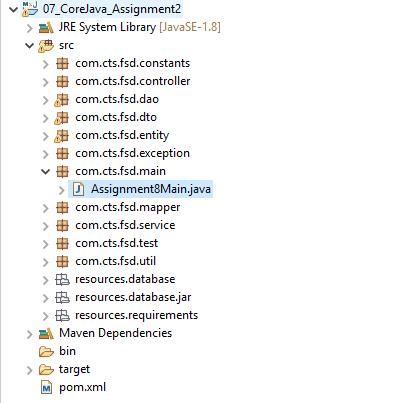 07_CoreJava_Assignment2
JRE System Library [JavaSE-1.8]
src
com.cts.fsd.constants
com.cts.fsd.controller
com.cts.fsd.dao
com.cts.fsd.dto
com.cts.fsd.entity
com.cts.fsd.exception
com.cts.fsd.main
Assignment8Main.java
com.cts.fsd.mapper
com.cts.fsd.service
com.cts.fsd.test
com.cts.fsd.util
resources.database
resources.database.jar
resources.requirements
Maven Dependencies
bin
target
pom.xml